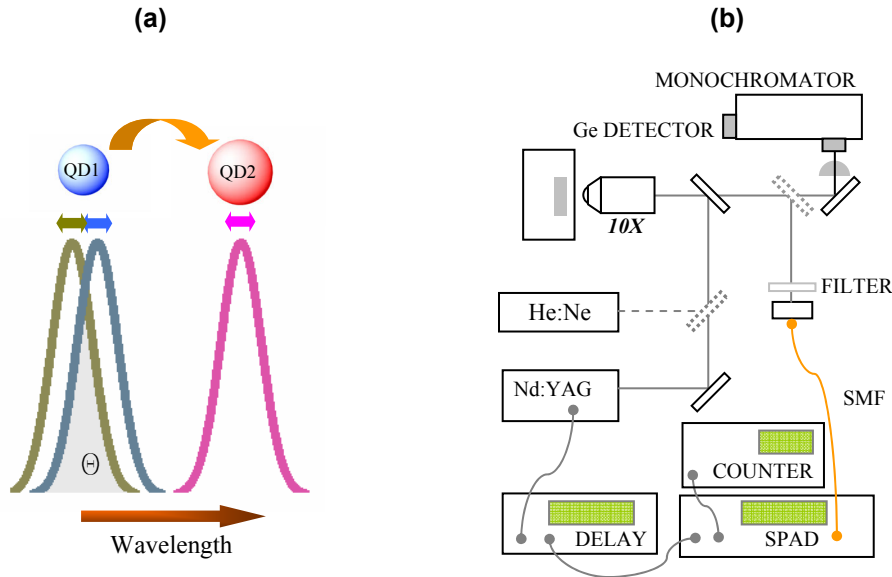 (a)
QD1
QD2
Θ
Wavelength
(b)
MONOCHROMATOR
Ge DETECTOR
10X
FILTER
He:Ne
Nd:YAG
SMF
COUNTER
DELAY
SPAD